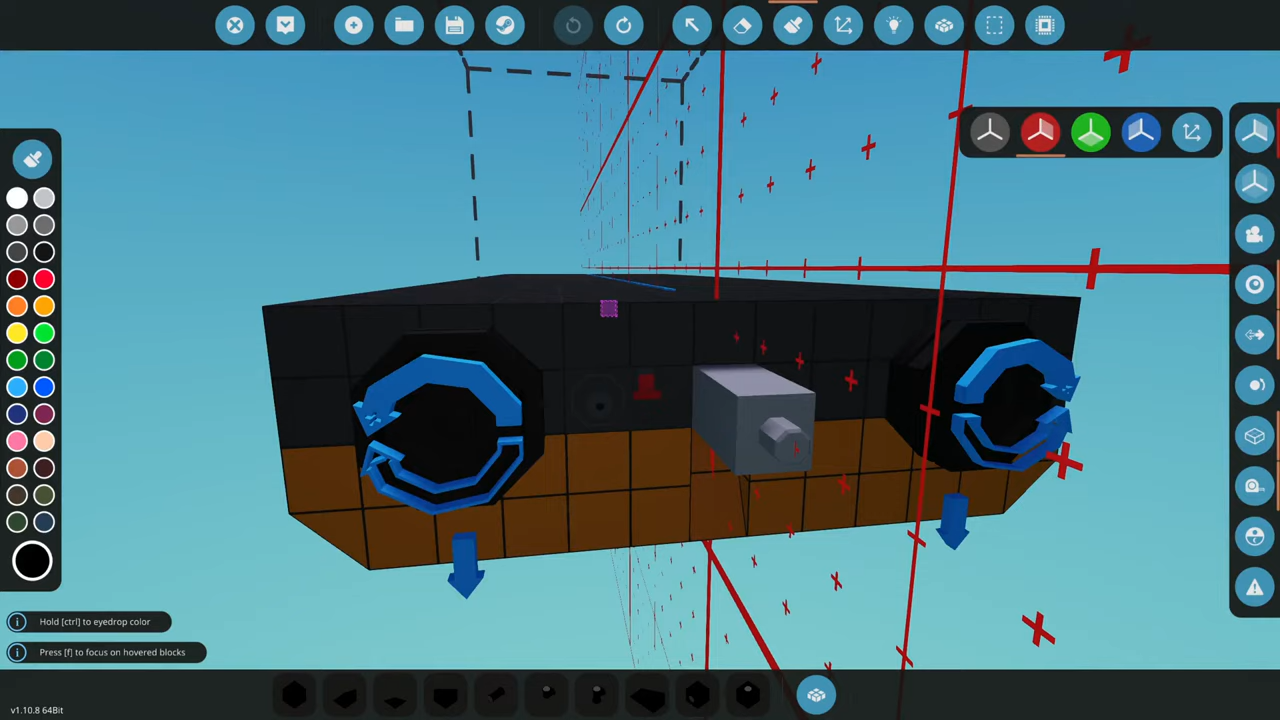 Hold [ctrl] to eyedrop color
Press [f] to focus on hovered blocks
v1.10.8 64Bit